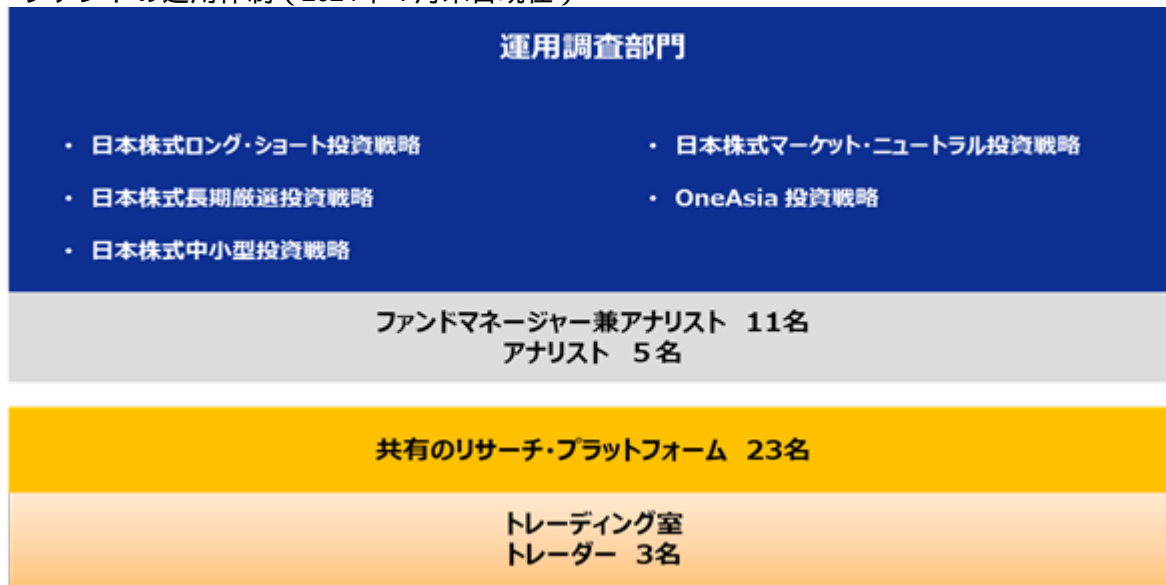 運用調査部門
・ 日本株式ロング・ショート投資戦略
・ 日本株式マーケット・ニュートラル投資戦略
・ 日本株式長期厳選投資戦略
・ OneAsia 投資戦略
・ 日本株式中小型投資戦略
ファンドマネージャー兼アナリスト 11名
アナリスト 5名
共有のリサーチ・プラットフォーム 23名
トレーディング室
トレーダー 3名